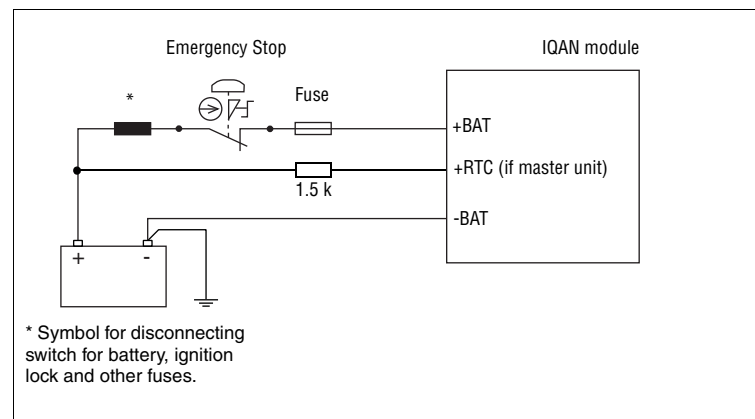 Emergency Stop
IQAN module
*
Fuse
+BAT
+RTC (if master unit)
1.5 k
-BAT
+ -
* Symbol for disconnecting
switch for battery, ignition
lock and other fuses.